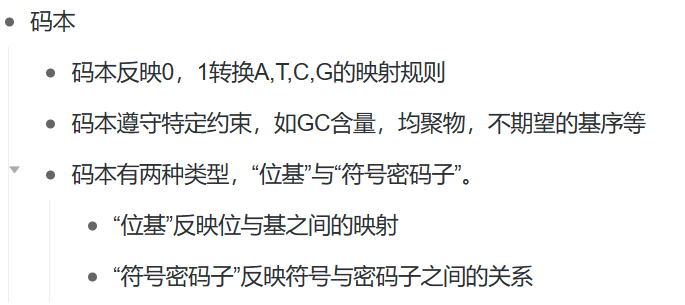 码本
码本反映0，1转换A,T,C,G的映射规则
码本遵守特定约束，如GC含量，均聚物，不期望的基序等
码本有两种类型，“位基”与“符号密码子”。
“位基”反映位与基之间的映射
“符号密码子”反映符号与密码子之间的关系